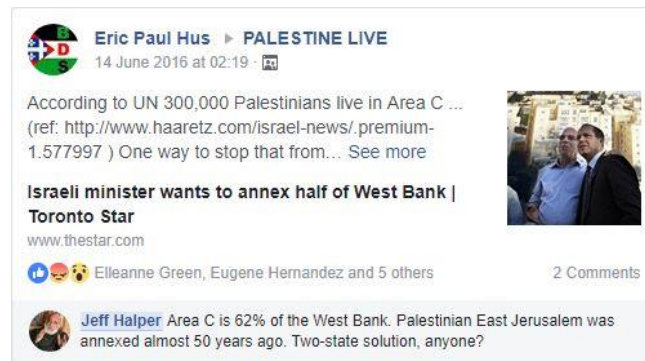 B
D
S
Eric Paul Hus ▸ PALESTINE LIVE
14 June 2016 at 02:19 ·
According to UN 300,000 Palestinians live in Area C ...
(ref: http://www.haaretz.com/israel-news/.premium-
1.577997 ) One way to stop that from… See more
Israeli minister wants to annex half of West Bank |
Toronto Star
www.thestar.com
Elleanne Green, Eugene Hernandez and 5 others 2 Comments
Jeff Halper Area C is 62% of the West Bank. Palestinian East Jerusalem was
annexed almost 50 years ago. Two-state solution, anyone?